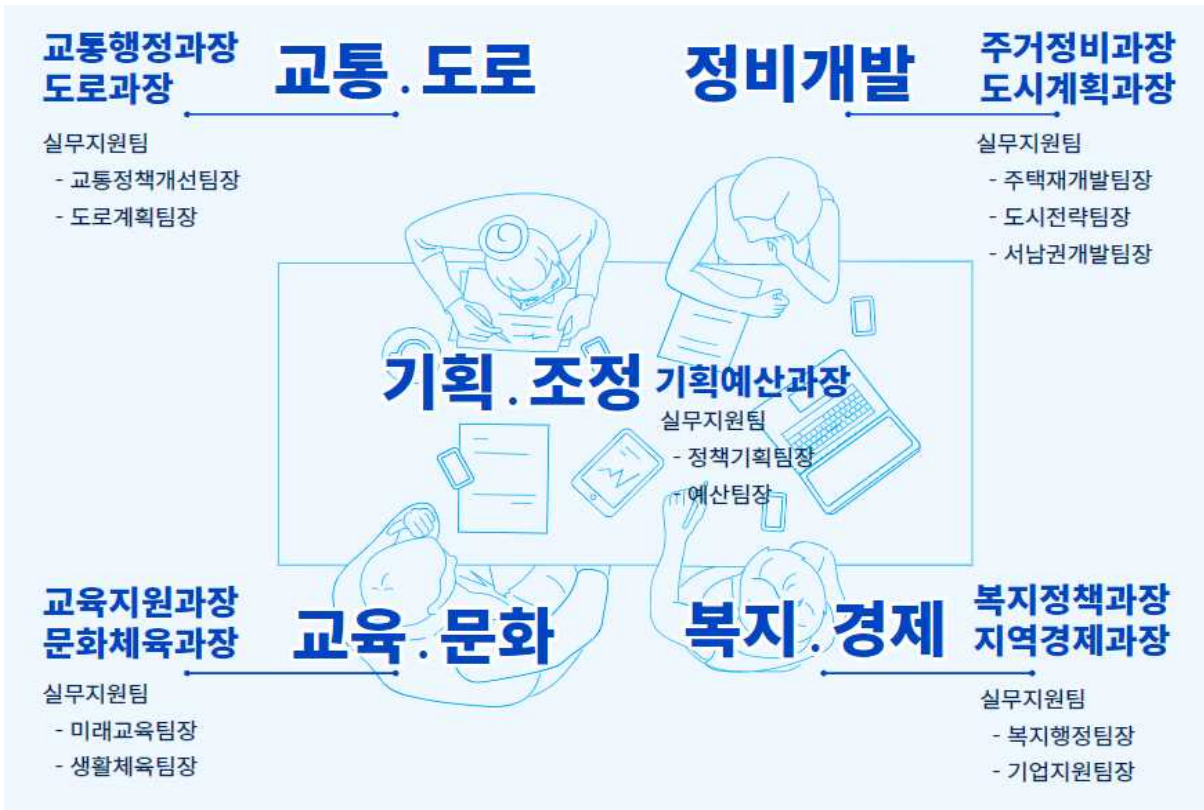 교통행정과장
도로과장
교통.도로
실무지원팀
- 교통정책개선팀장
- 도로계획팀장
정비개발
주거정비과장
도시계획과장
실무지원팀
- 주택재개발팀장
- 도시전략팀장
- 서남권개발팀장
기획.조정
기획예산과장
실무지원팀
- 정책기획팀장
- 예산팀장
교육지원과장
문화체육과장
교육.문화
실무지원팀
- 미래교육팀장
- 생활체육팀장
복지.경제
복지정책과장
지역경제과장
실무지원팀
- 복지행정팀장
- 기업지원팀장